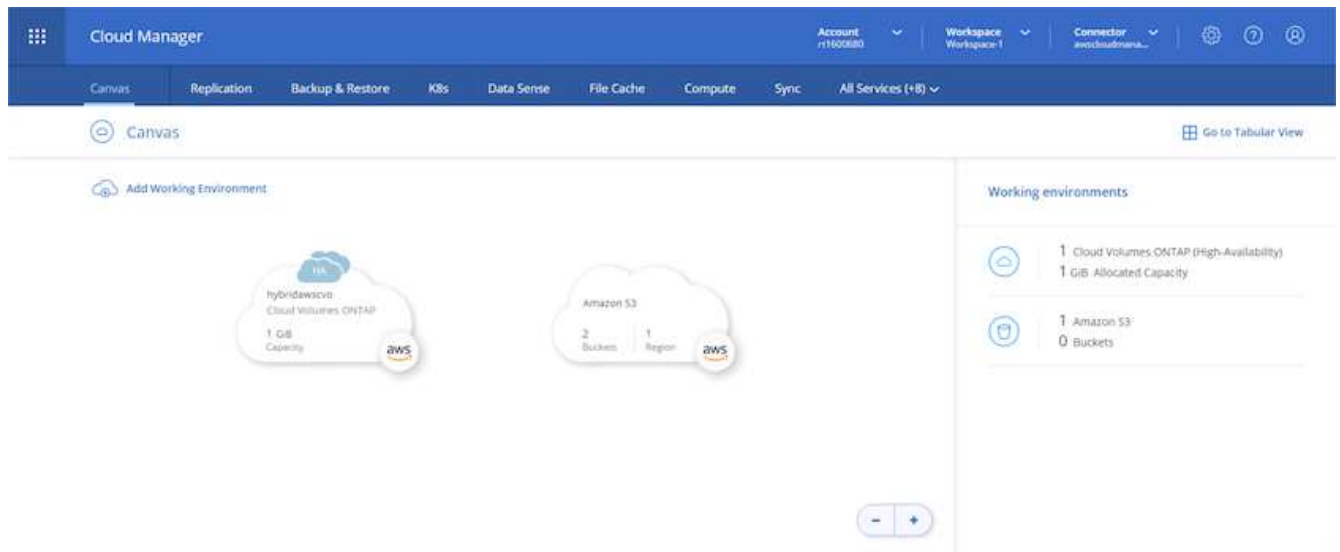 Cloud Manager
Account
rt1600680
Workspace
Workspace-1
Connector
awscloudmana...
Canvas
Replication
Backup & Restore
K8s
Data Sense
File Cache
Compute
Sync
All Services (+8)
Canvas
Go to Tabular View
Add Working Environment
HA
hybridawscvo
Cloud Volumes ONTAP
1 GiB
Capacity
aws
Amazon S3
2
Buckets
1
Region
aws
Working environments
1 Cloud Volumes ONTAP (High-Availability)
1 GiB Allocated Capacity
1 Amazon S3
0 Buckets